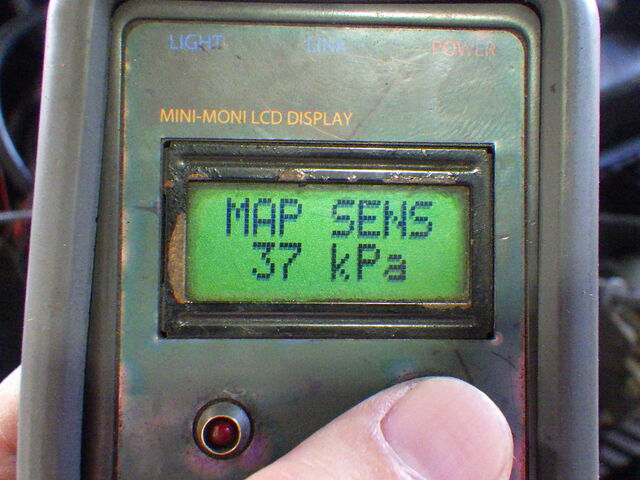 LIGHT LINK POWER
MINI-MONI LCD DISPLAY
MAP SENS
37 kPa